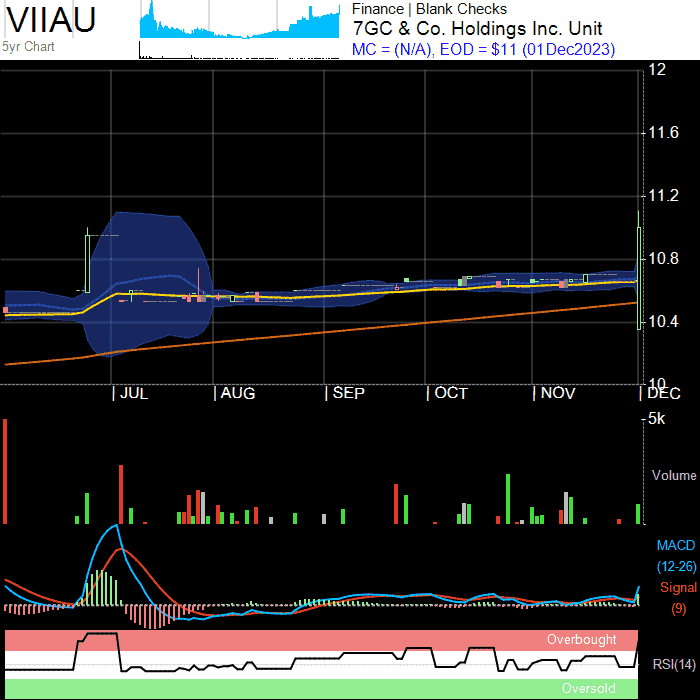 VIIAU
5yr Chart
Finance | Blank Checks
7GC & Co. Holdings Inc. Unit
MC = (N/A), EOD = $11 (01Dec2023)
12
11.6
11.2
10.8
10.4
10
JUL AUG SEP OCT NOV DEC
5k
Volume
MACD
(12-26)
Signal
(9)
Overbought
RSI(14)
Oversold